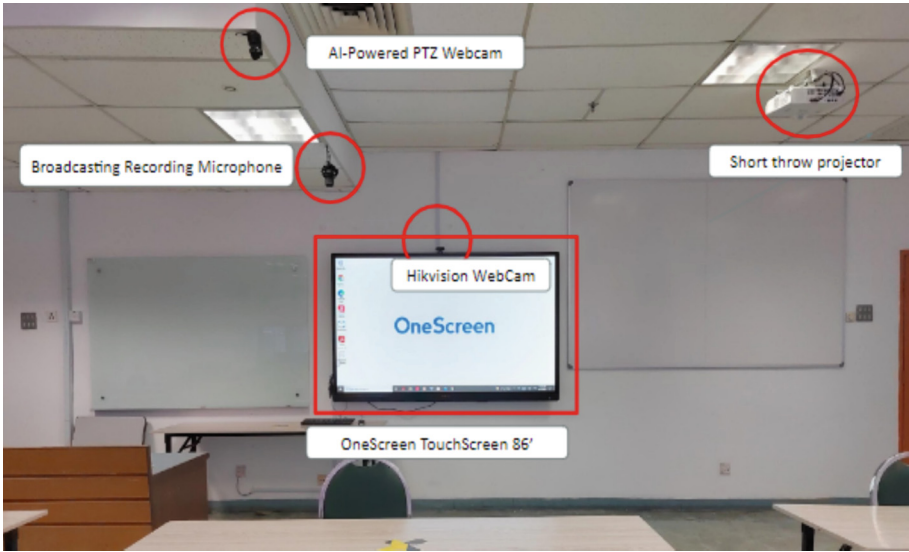 AI-Powered PTZ Webcam
Broadcasting Recording Microphone
Short throw projector
Hikvision WebCam
OneScreen
OneScreen TouchScreen 86’